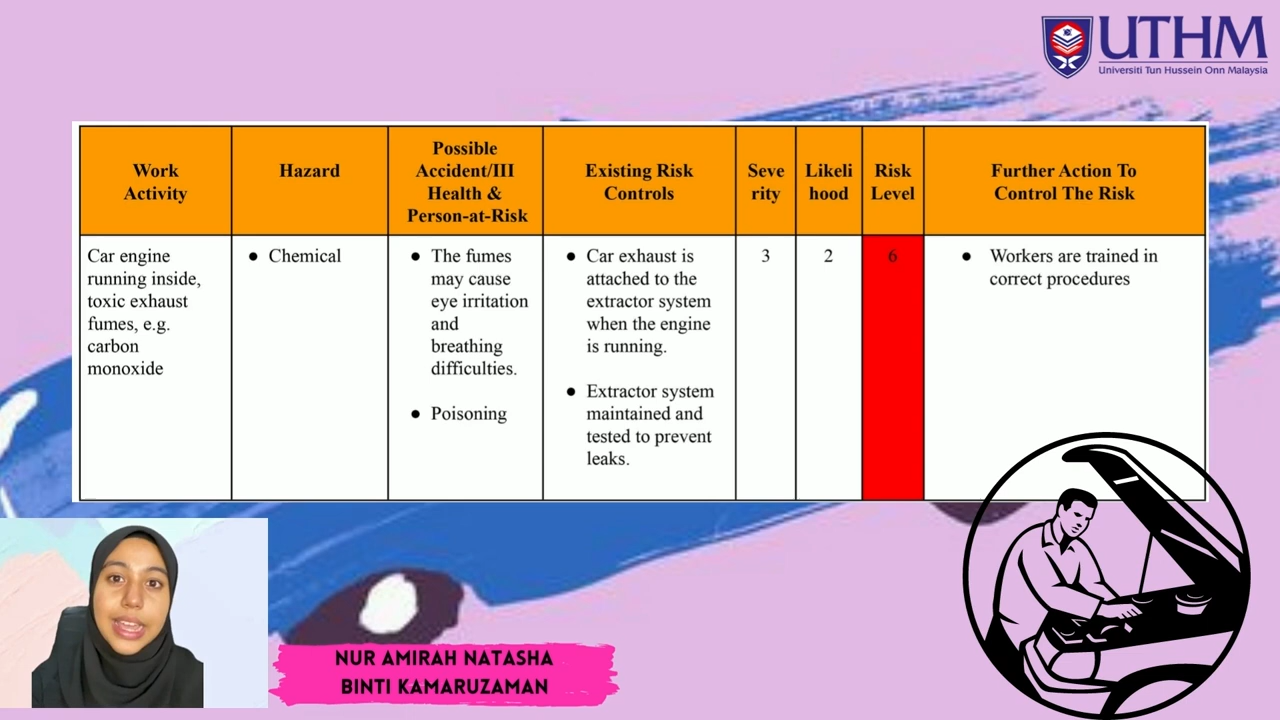 UTHM
Universiti Tun Hussein Onn Malaysia
Work
Activity
Hazard
Possible
Accident/III
Health &
Person-at-Risk
Existing Risk
Controls
Seve
rity
Likeli
hood
Risk
Level
Further Action To
Control The Risk
Car engine
running inside,
toxic exhaust
fumes, e.g.
carbon
monoxide
● Chemical
● The fumes
may cause
eye irritation
and
breathing
difficulties.
● Poisoning
● Car exhaust is
attached to the
extractor system
when the engine
is running.
● Extractor system
maintained and
tested to prevent
leaks.
3
2
6
● Workers are trained in
correct procedures
NUR AMIRAH NATASHA
BINTI KAMARUZAMAN